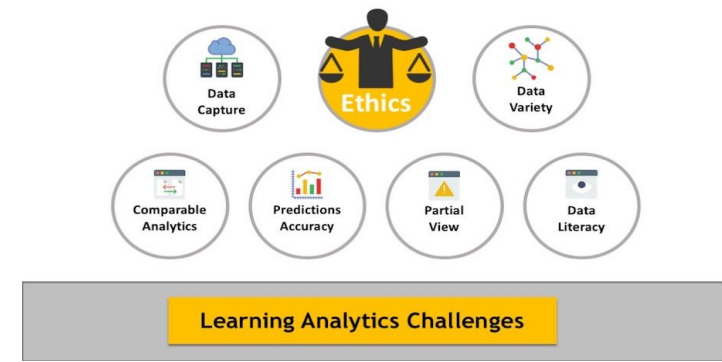 Data
Capture
Ethics
Data
Variety
Comparable
Analytics
Predictions
Accuracy
Partial
View
Data
Literacy
Learning Analytics Challenges